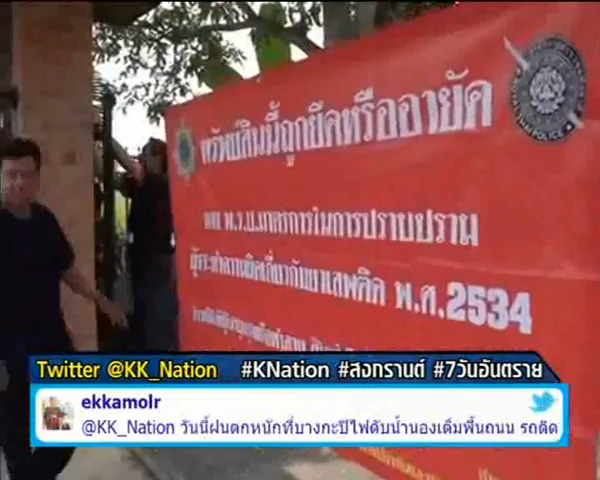 ทรัพย์สินนี้ถูกยึดหรืออายัด
ตาม พ.ร.บ.มาตรการในการปราบปราม
ผู้กระทำความผิดเกี่ยวกับยาเสพติด พ.ศ.2534
Twitter @KK_Nation #KNation #สงกรานต์ #7วันอันตราย
ekkamolr
@KK_Nation วันนี้ฝนตกหนักที่บางกะปิไฟดับน้ำนองเต็มพื้นถนน รถติด